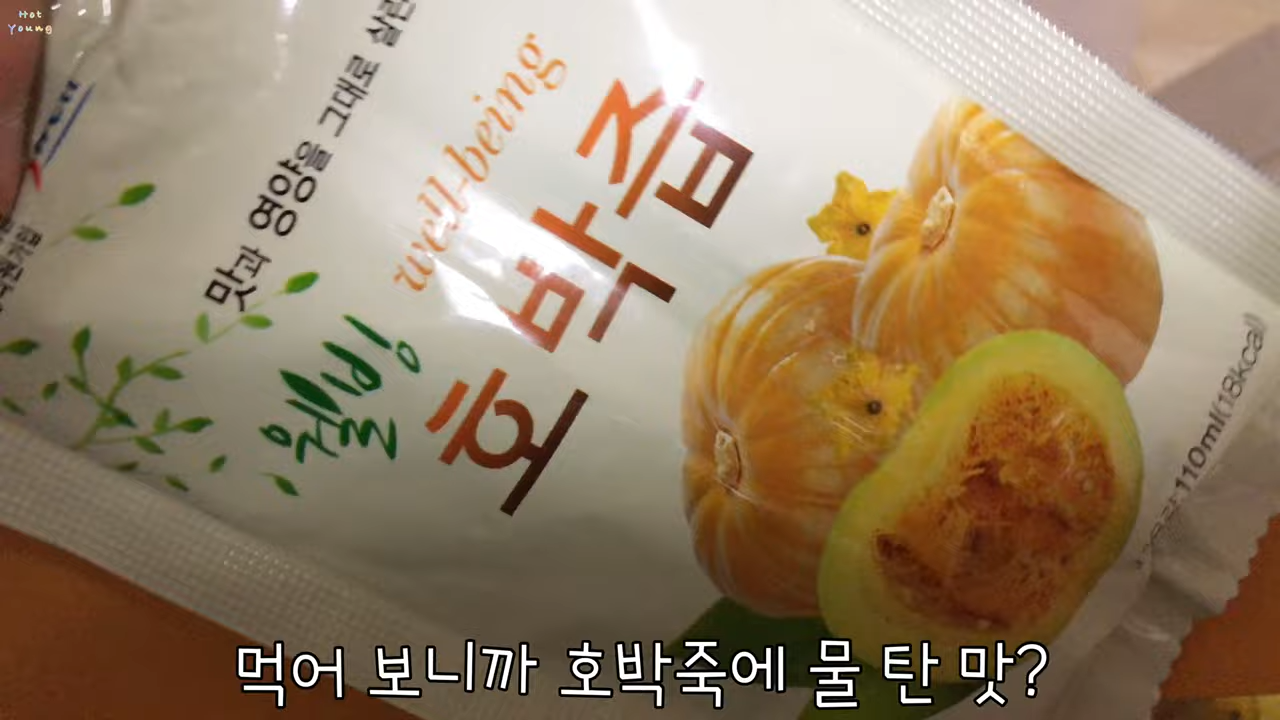 Hot
Young
맛과 영양을 그대로 살린
well-being
웰빙
호박즙
110ml(18kcal)
먹어 보니까 호박죽에 물 탄 맛?